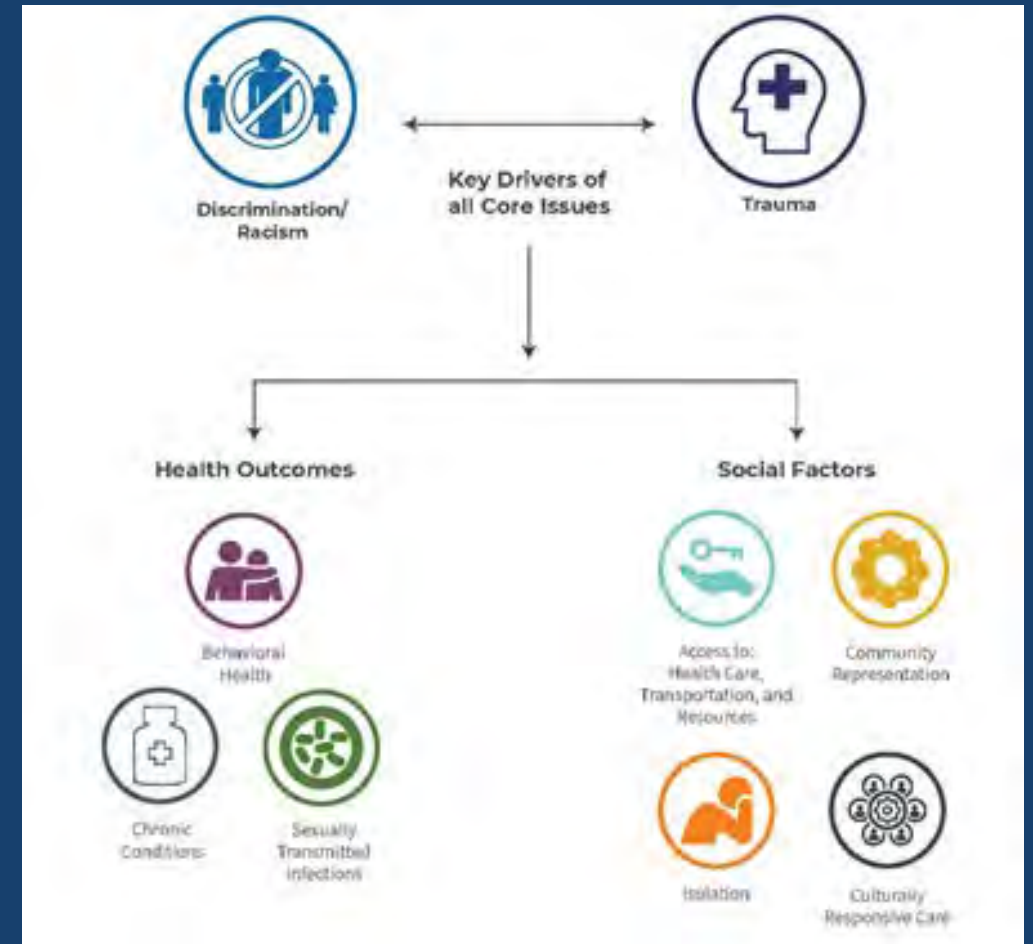 Discrimination/
Racism
Key Drivers of
all Core Issues
Trauma
Health Outcomes
Social Factors
Behavioral
Health
Access to:
Health Care,
Transportation, and
Resources
Community
Representation
Chronic
Conditions
Sexually
Transmitted
Infections
Isolation
Culturally
Responsive Care